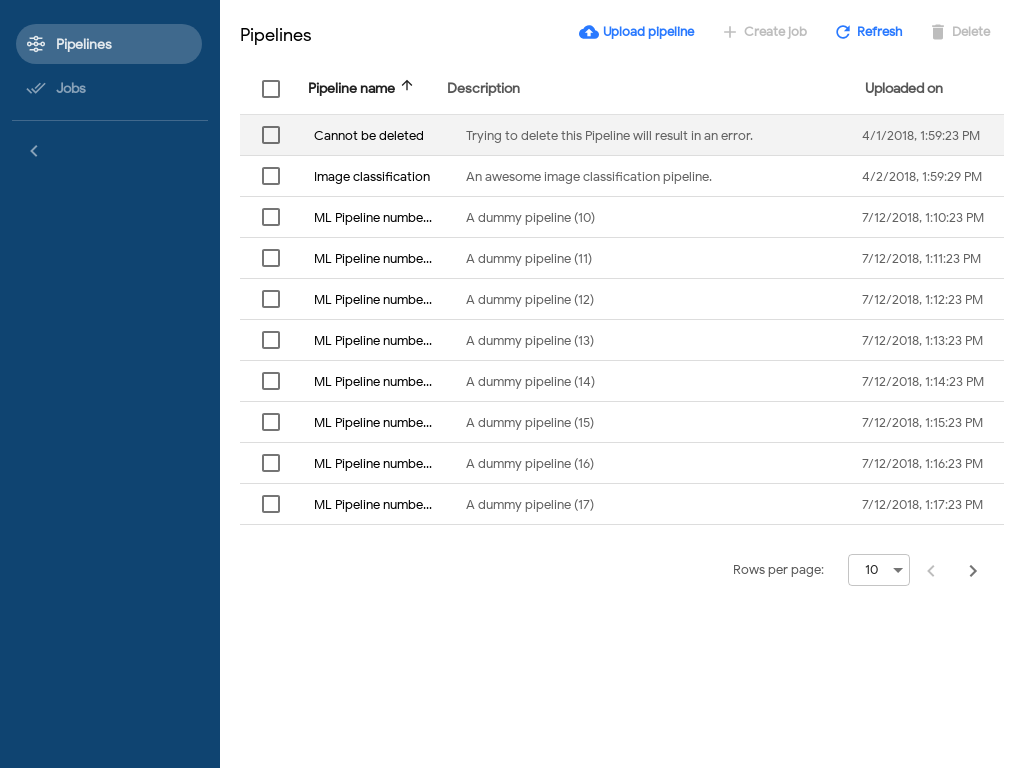 Pipelines
Jobs
Pipelines
Upload pipeline
Create job
Refresh
Delete
Pipeline name Description Uploaded on
Cannot be deleted Trying to delete this Pipeline will result in an error. 4/1/2018, 1:59:23 PM
Image classification An awesome image classification pipeline. 4/2/2018, 1:59:29 PM
ML Pipeline numbe... A dummy pipeline (10) 7/12/2018, 1:10:23 PM
ML Pipeline numbe... A dummy pipeline (11) 7/12/2018, 1:11:23 PM
ML Pipeline numbe... A dummy pipeline (12) 7/12/2018, 1:12:23 PM
ML Pipeline numbe... A dummy pipeline (13) 7/12/2018, 1:13:23 PM
ML Pipeline numbe... A dummy pipeline (14) 7/12/2018, 1:14:23 PM
ML Pipeline numbe... A dummy pipeline (15) 7/12/2018, 1:15:23 PM
ML Pipeline numbe... A dummy pipeline (16) 7/12/2018, 1:16:23 PM
ML Pipeline numbe... A dummy pipeline (17) 7/12/2018, 1:17:23 PM
Rows per page: 10